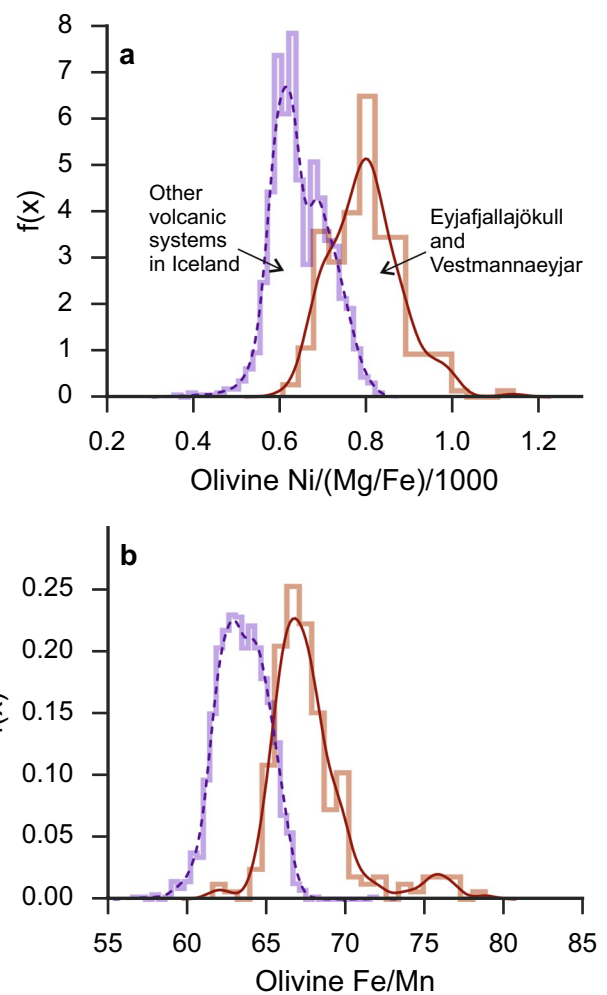 a
8
7
6
5
4
3
2
1
0
f(x)
Other
volcanic
systems
in Iceland
Eyjafjallajökull
and
Vestmannaeyjar
0.2 0.4 0.6 0.8 1.0 1.2
Olivine Ni/(Mg/Fe)/1000
b
0.25
0.20
0.15
0.10
0.05
0.00
55 60 65 70 75 80 85
Olivine Fe/Mn